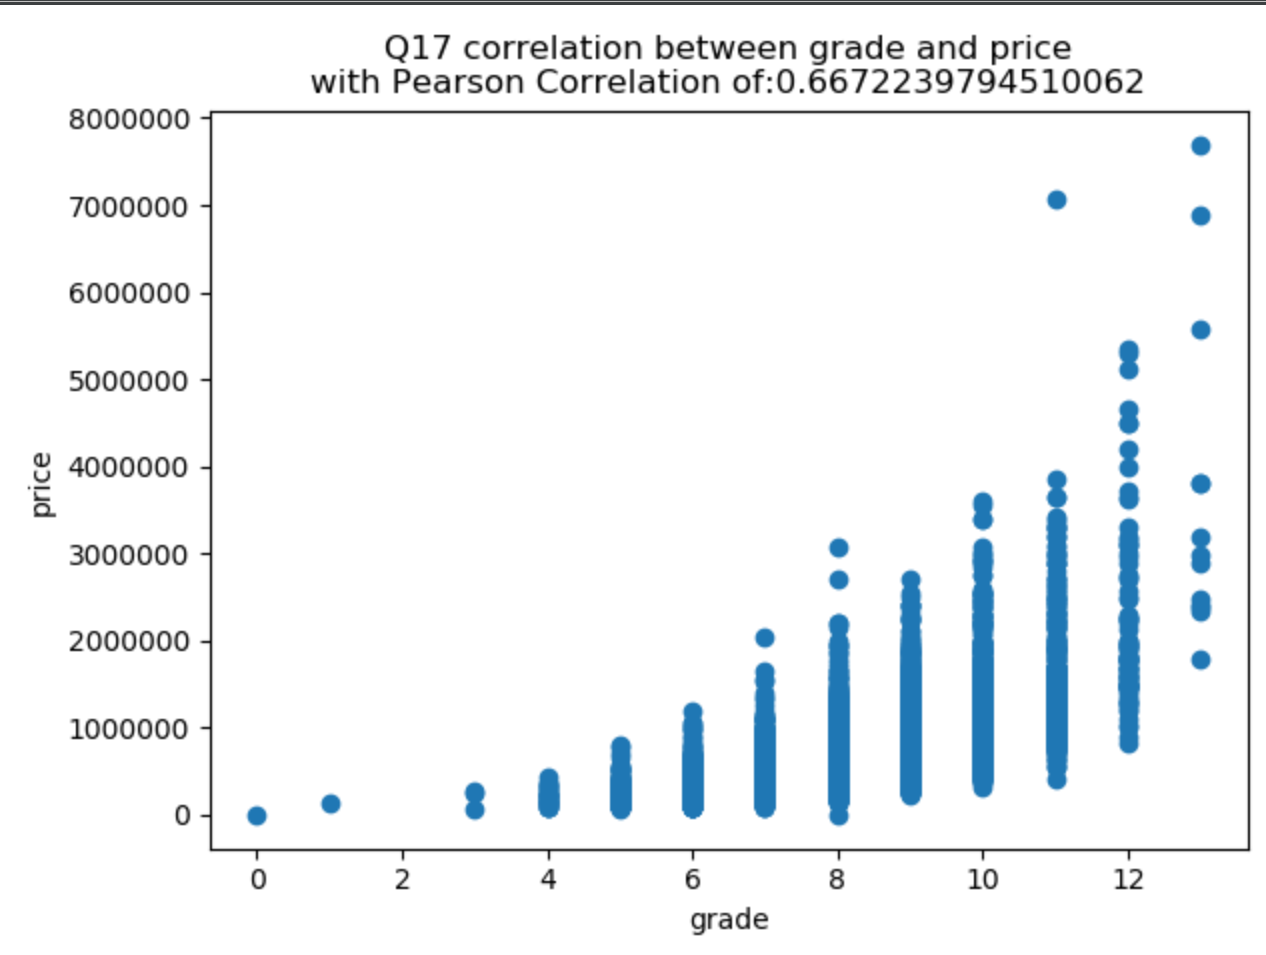 Q17 correlation between grade and price
with Pearson Correlation of:0.6672239794510062
8000000
7000000
6000000
5000000
4000000
3000000
2000000
1000000
0
price
0 2 4 6 8 10 12
grade